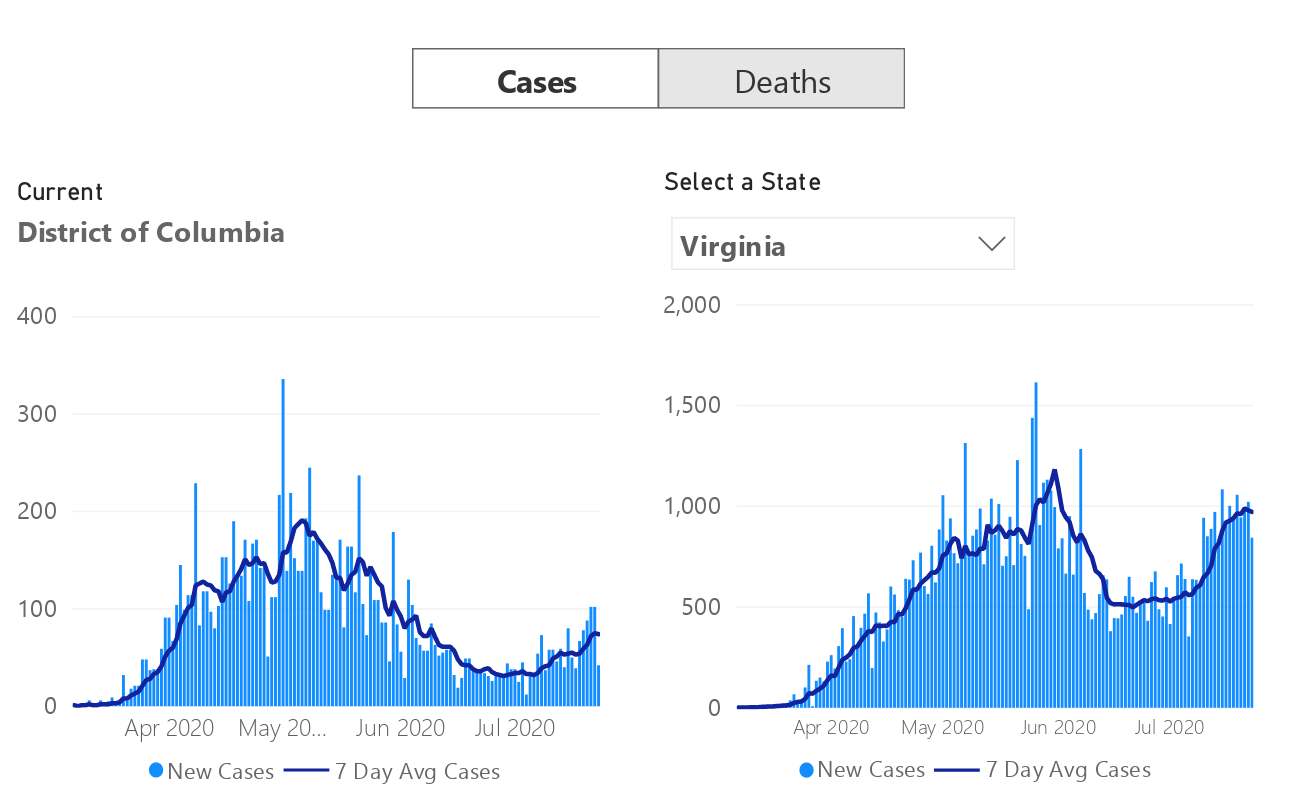 Cases
Deaths
Current
District of Columbia
400
300
200
100
0
Apr 2020
May 20...
Jun 2020
Jul 2020
New Cases
7 Day Avg Cases
Select a State
Virginia
2,000
1,500
1,000
500
0
Apr 2020
May 2020
Jun 2020
Jul 2020
New Cases
7 Day Avg Cases